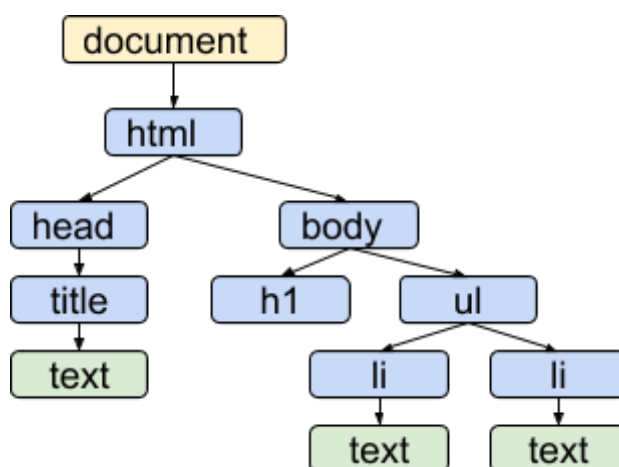 document
html
head
body
title
h1
ul
text
li
li
text
text